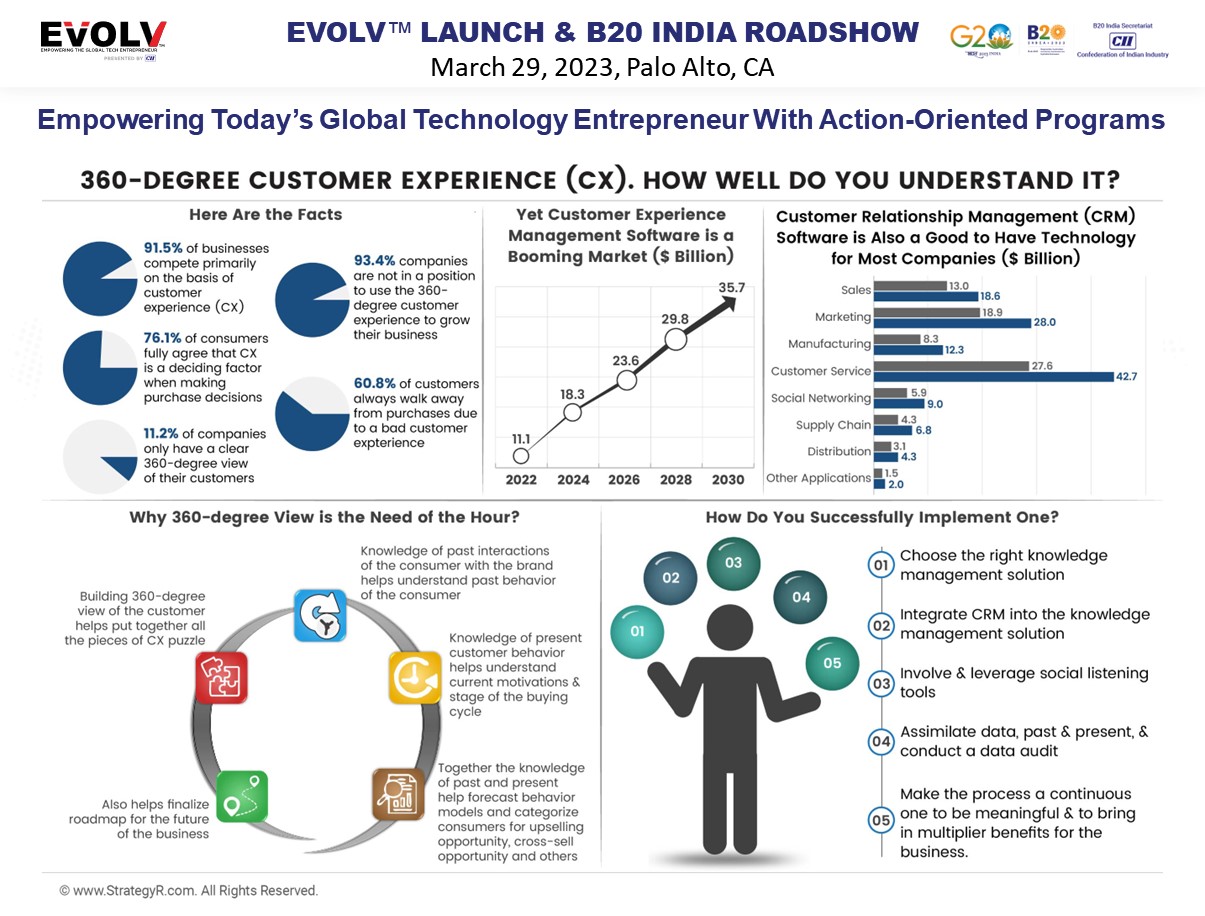 EVOLV™
EMPOWERING THE GLOBAL TECH ENTREPRENEUR
PRESENTED BY CII
EVOLV™ LAUNCH & B20 INDIA ROADSHOW
March 29, 2023, Palo Alto, CA
G20
B20
B20 India Secretariat
CII
Confederation of Indian Industry
Empowering Today's Global Technology Entrepreneur With Action-Oriented Programs
360-DEGREE CUSTOMER EXPERIENCE (CX). HOW WELL DO YOU UNDERSTAND IT?
Here Are the Facts
91.5% of businesses
compete primarily
on the basis of
customer
experience (CX)
76.1% of consumers
fully agree that CX
is a deciding factor
when making
purchase decisions
11.2% of companies
only have a clear
360-degree view
of their customers
93.4% companies
are not in a position
to use the 360-
degree customer
experience to grow
their business
60.8% of customers
always walk away
from purchases due
to a bad customer
expterience
Yet Customer Experience
Management Software is a
Booming Market ($ Billion)
11.1
18.3
23.6
29.8
35.7
2022
2024
2026
2028
2030
Customer Relationship Management (CRM)
Software is Also a Good to Have Technology
for Most Companies ($ Billion)
Sales
13.0
18.6
Marketing
18.9
28.0
Manufacturing
8.3
12.3
Customer Service
27.6
42.7
Social Networking
5.9
9.0
Supply Chain
4.3
6.8
Distribution
3.1
4.3
Other Applications
1.5
2.0
Why 360-degree View is the Need of the Hour?
Knowledge of past interactions
of the consumer with the brand
helps understand past behavior
of the consumer
Knowledge of present
customer behavior
helps understand
current motivations &
stage of the buying
cycle
Together the knowledge
of past and present
help forecast behavior
models and categorize
consumers for upselling
opportunity, cross-sell
opportunity and others
Also helps finalize
roadmap for the future
of the business
Building 360-degree
view of the customer
helps put together all
the pieces of CX puzzle
How Do You Successfully Implement One?
01
02
03
04
05
01
Choose the right knowledge
management solution
02
Integrate CRM into the knowledge
management solution
03
Involve & leverage social listening
tools
04
Assimilate data, past & present, &
conduct a data audit
05
Make the process a continuous
one to be meaningful & to bring
in multiplier benefits for the
business.
© www.StrategyR.com. All Rights Reserved.